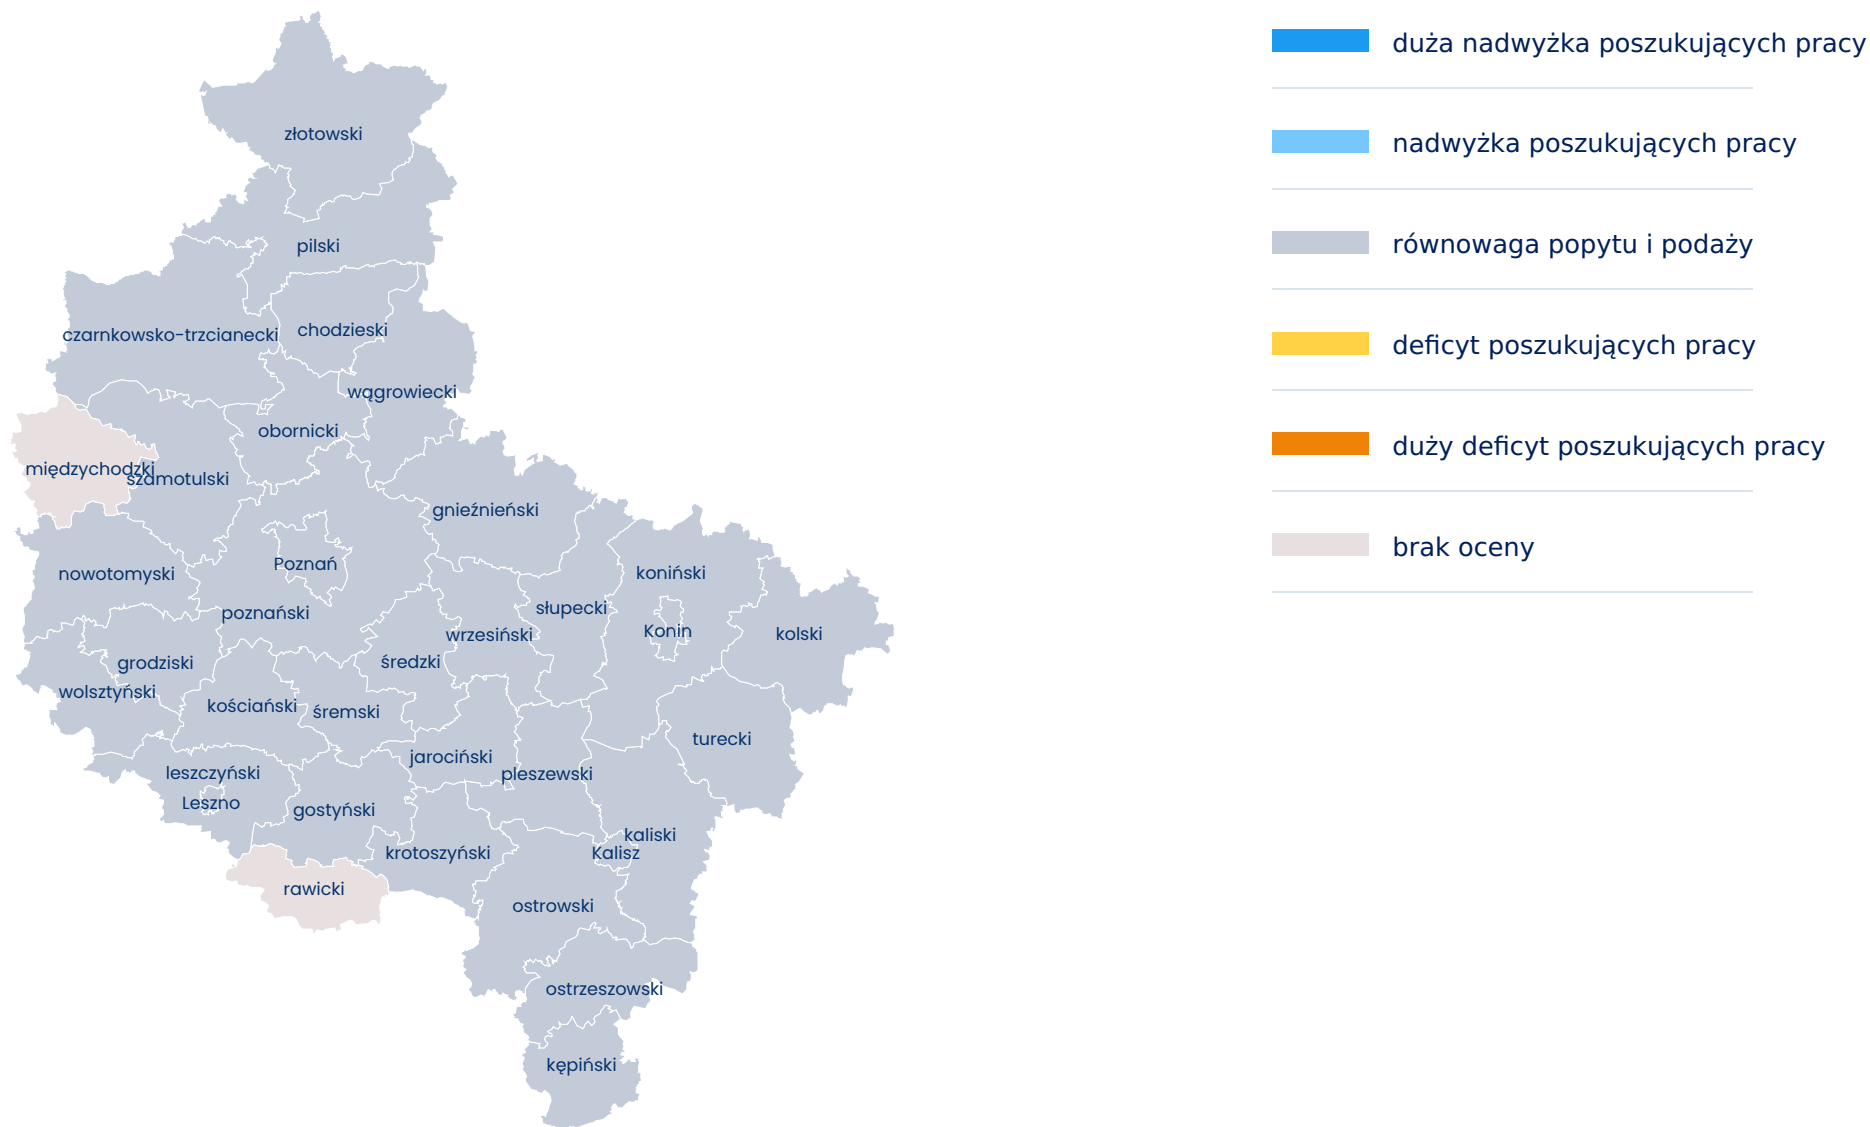 złotowski
pilski
czarnkowsko-trzcianecki
chodzieski
wągrowiecki
obornicki
międzychodzki
szamotulski
gnieźnieński
Poznań
nowotomyski
koniński
słupecki
poznański
Konin
kolski
wrzesiński
średzki
grodziski
wolsztyński
kościański
śremski
turecki
jarociński
leszczyński
pleszewski
Leszno
gostyński
kaliski
Kalisz
krotoszyński
rawicki
ostrowski
ostrzeszowski
kępiński
duża nadwyżka poszukujących pracy
nadwyżka poszukujących pracy
równowaga popytu i podaży
deficyt poszukujących pracy
duży deficyt poszukujących pracy
brak oceny